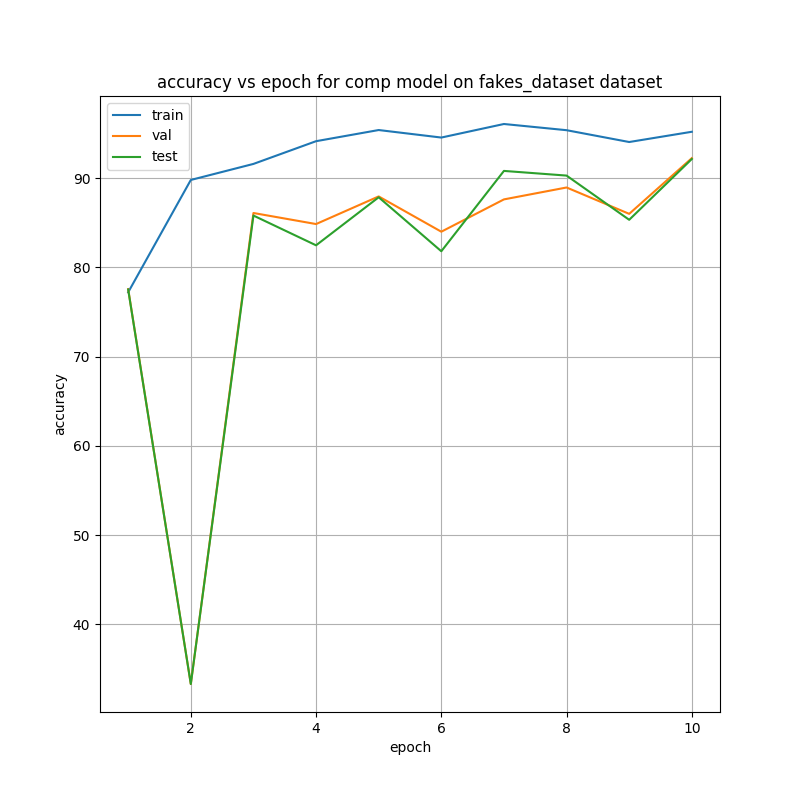 accuracy vs epoch for comp model on fakes_dataset dataset
train
val
test
90
80
70
60
50
40
accuracy
2 4 6 8 10
epoch